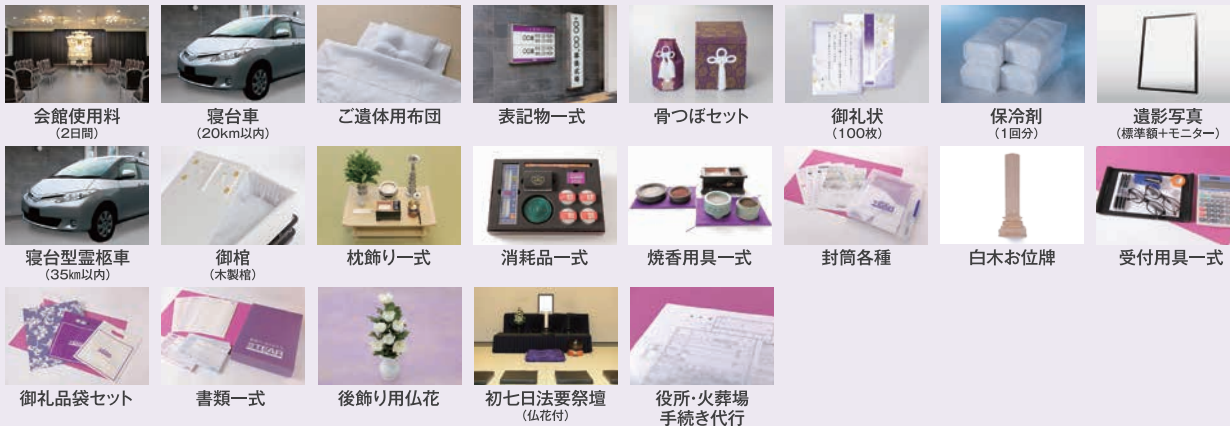 会館使用料
（2日間）
寝台車
（20km以内）
ご遺体用布団
表記物一式
骨つぼセット
御礼状
（100枚）
保冷剤
（1回分）
遺影写真
（標準額+モニター）
寝台型霊柩車
（35㎞以内）
御棺
（木製棺）
枕飾り一式
消耗品一式
焼香用具一式
封筒各種
白木お位牌
受付用具一式
御礼品袋セット
書類一式
後飾り用仏花
初七日法要祭壇
（仏花付）
役所・火葬場
手続き代行